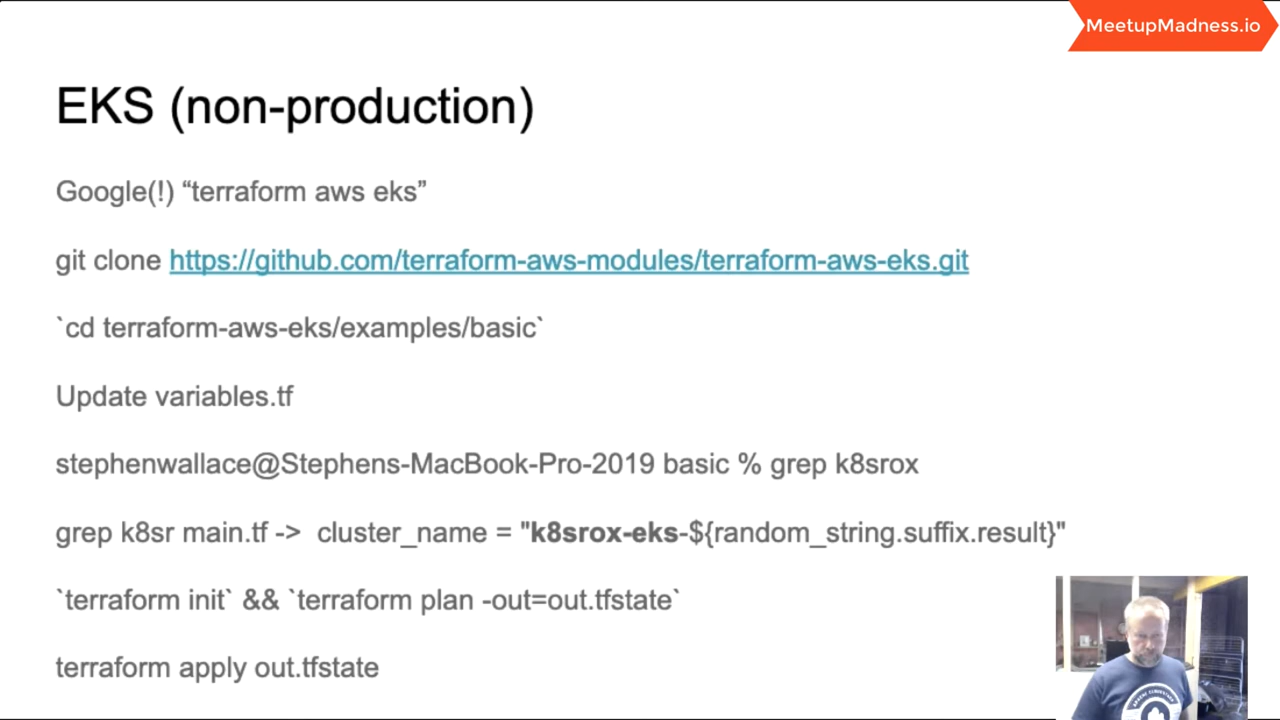 MeetupMadness.io
EKS (non-production)
Google(!) “terraform aws eks”
git clone https://github.com/terraform-aws-modules/terraform-aws-eks.git
`cd terraform-aws-eks/examples/basic`
Update variables.tf
stephenwallace@Stephens-MacBook-Pro-2019 basic % grep k8srox
grep k8sr main.tf -> cluster_name = "k8srox-eks-${random_string.suffix.result}"
`terraform init` && `terraform plan -out=out.tfstate`
terraform apply out.tfstate